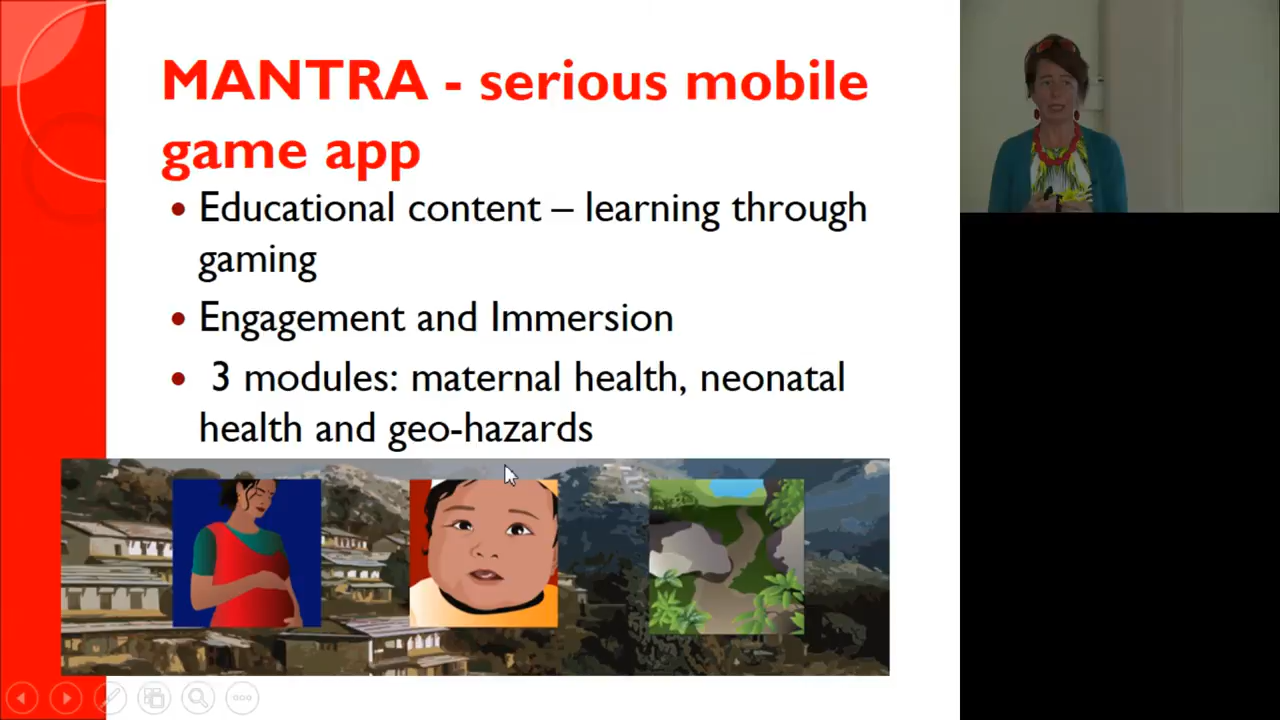 MANTRA - serious mobile
game app
• Educational content – learning through
gaming
• Engagement and Immersion
• 3 modules: maternal health, neonatal
health and geo-hazards